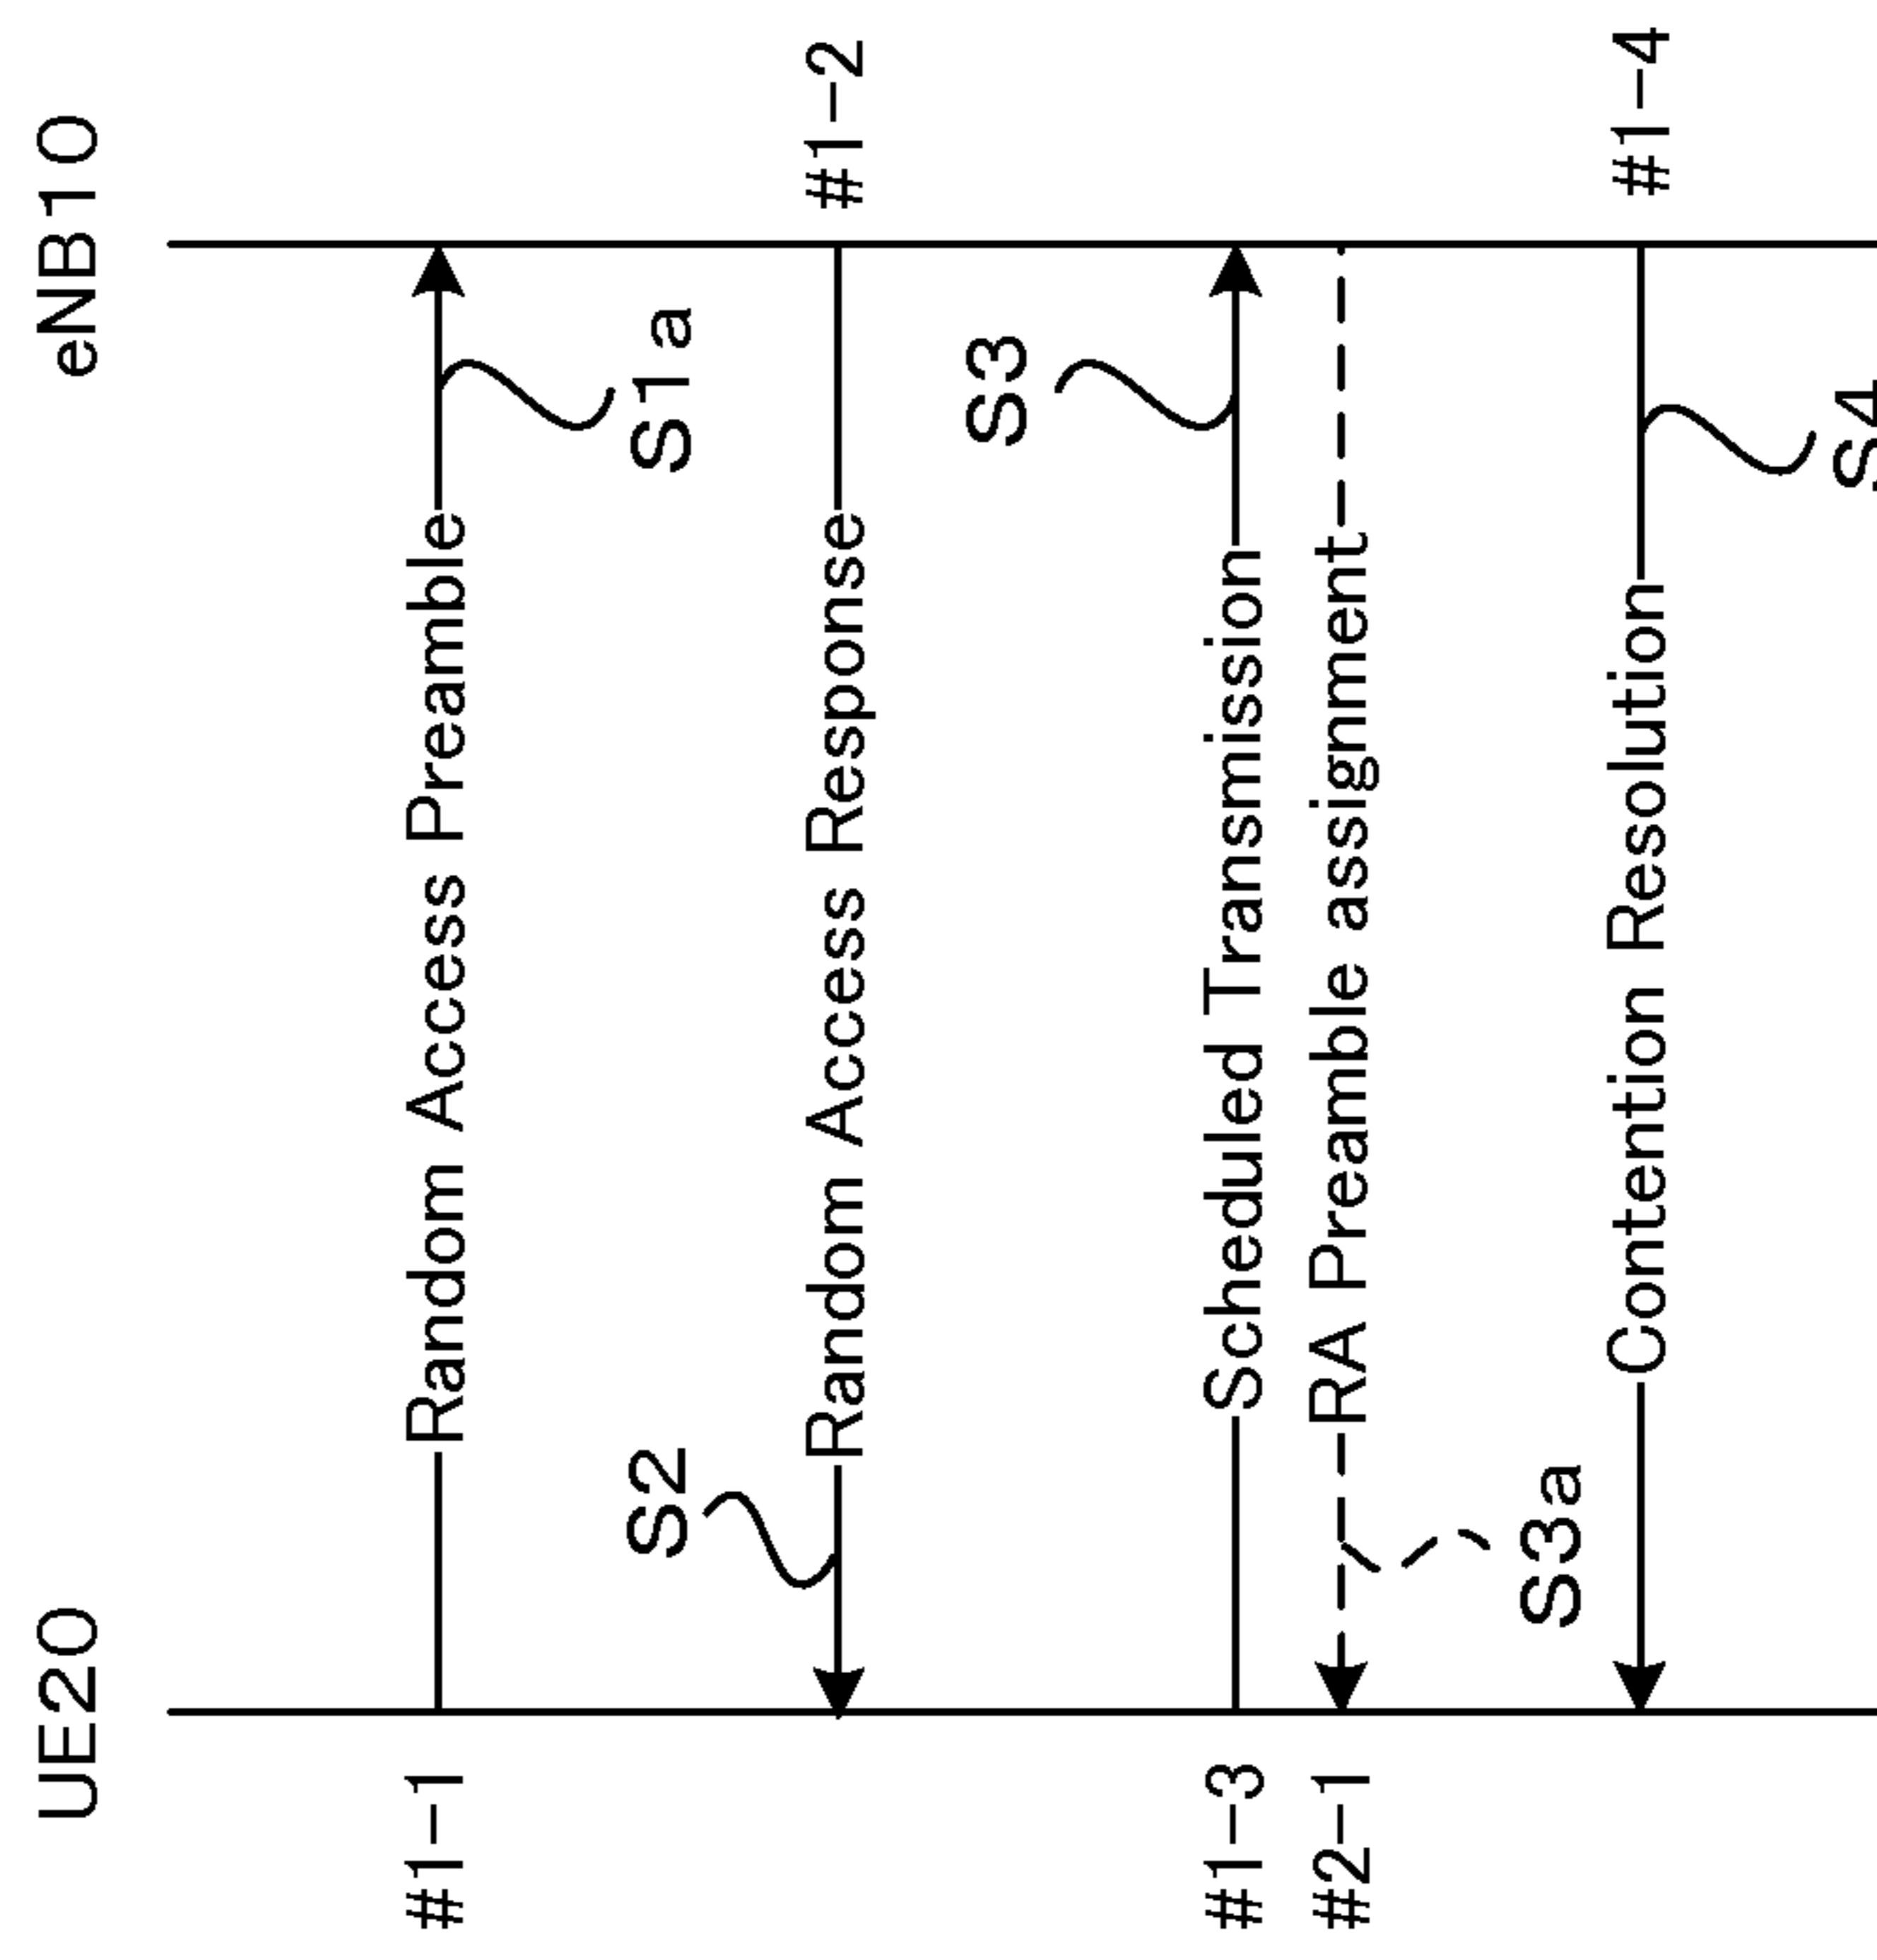 UE20
eNB10
#1-1
Random Access Preamble
S1a
S2
Random Access Response
#1-2
#1-3
Scheduled Transmission
S3
#2-1
RA Preamble assignment
S3a
Contention Resolution
#1-4
S4